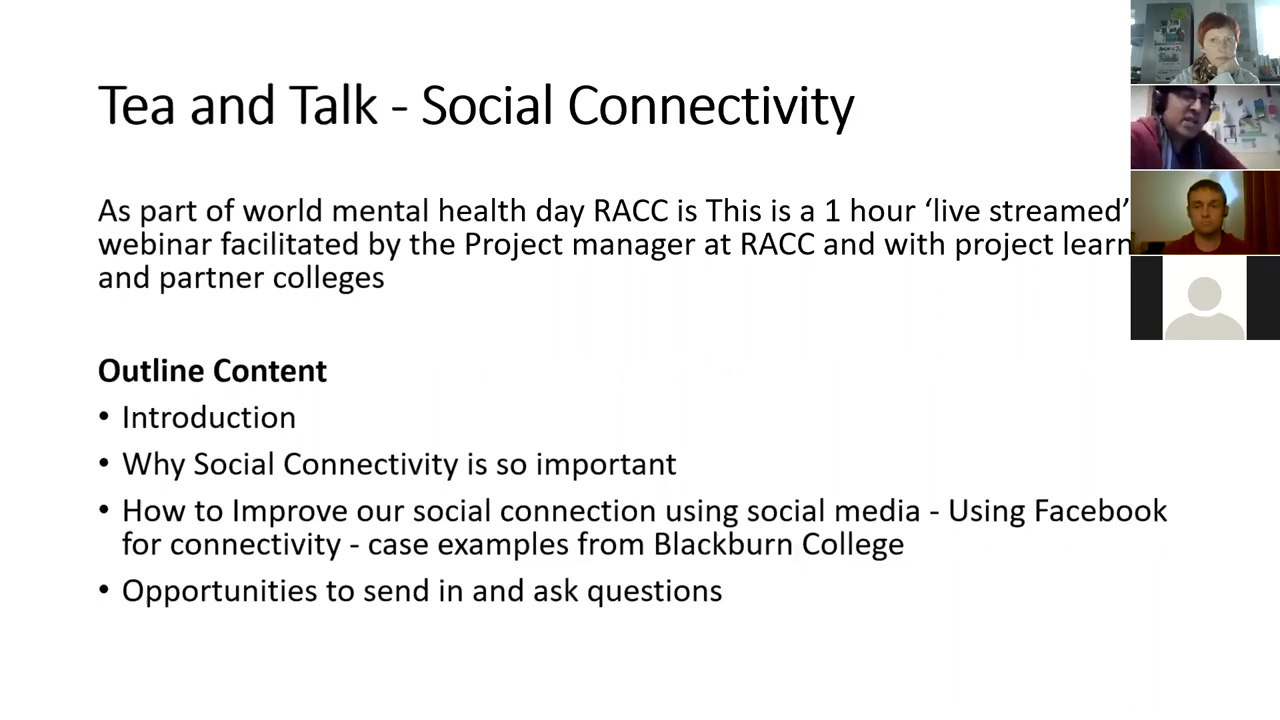 Tea and Talk - Social Connectivity
As part of world mental health day RACC is This is a 1 hour ‘live streamed’
webinar facilitated by the Project manager at RACC and with project learn
and partner colleges
Outline Content
• Introduction
• Why Social Connectivity is so important
• How to Improve our social connection using social media - Using Facebook
for connectivity - case examples from Blackburn College
• Opportunities to send in and ask questions